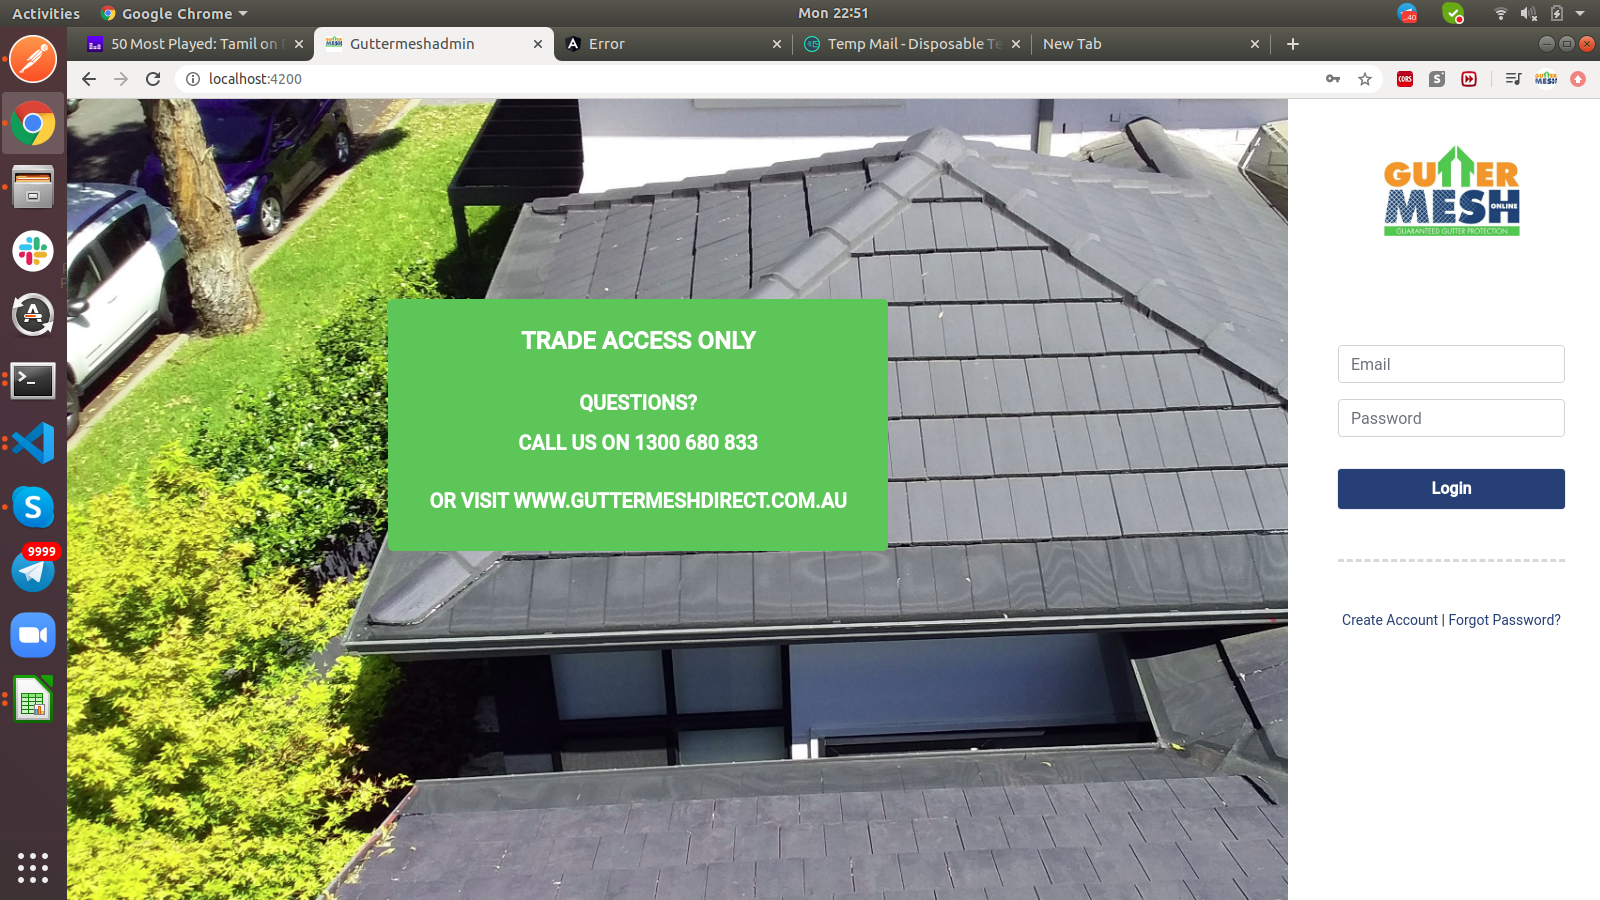 Activities
Google Chrome
Mon 22:51
50 Most Played: Tamil on
Guttermeshadmin
Error
Temp Mail - Disposable Te
New Tab
localhost:4200
CORS
S
GUTTER
MESH
ONLINE
GUARANTEED GUTTER PROTECTION
TRADE ACCESS ONLY
QUESTIONS?
CALL US ON 1300 680 833
OR VISIT WWW.GUTTERMESHDIRECT.COM.AU
Email
Password
Login
Create Account | Forgot Password?
A
S
9999